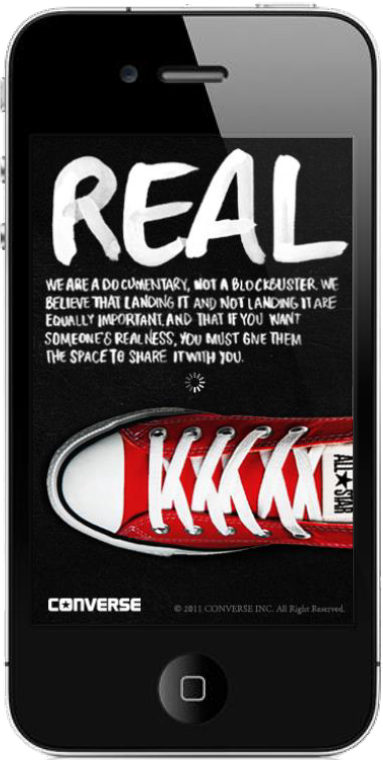 REAL
WE ARE A DOCUMENTARY, NOT A BLOCKBUSTER. WE
BELIEVE THAT LANDING IT AND NOT LANDING IT ARE
EQUALLY IMPORTANT, AND THAT IF YOU WANT
SOMEONE'S REALNESS, YOU MUST GIVE THEM
THE SPACE TO SHARE IT WITH YOU.
ALL STAR
CONVERSE
© 2011 CONVERSE INC. All Right Reserved.